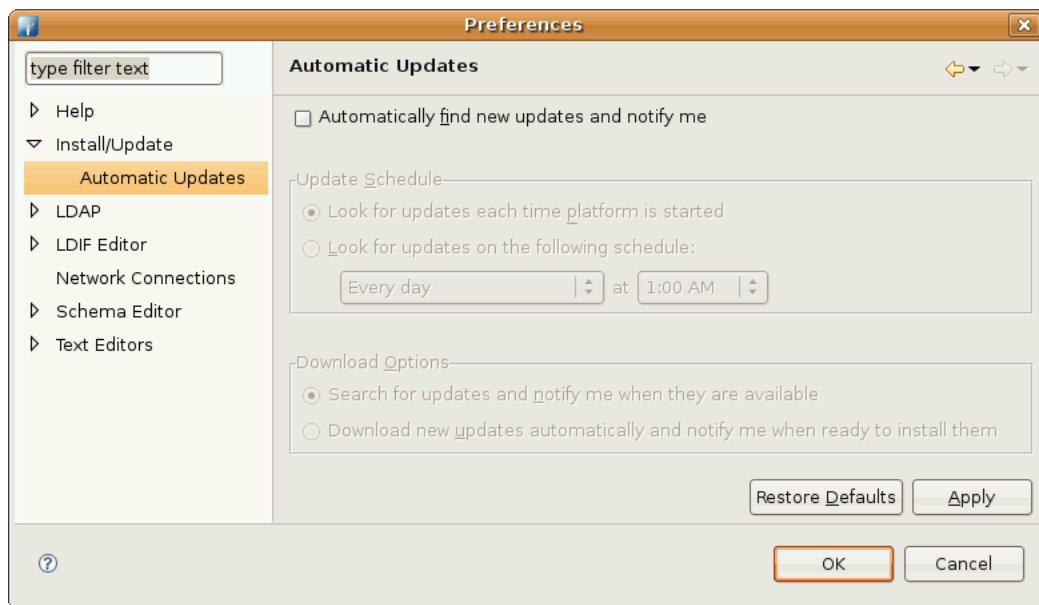 Preferences
type filter text
Help
Install/Update
Automatic Updates
LDAP
LDIF Editor
Network Connections
Schema Editor
Text Editors
Automatic Updates
Automatically find new updates and notify me
Update Schedule
Look for updates each time platform is started
Look for updates on the following schedule:
Every day at 1:00 AM
Download Options
Search for updates and notify me when they are available
Download new updates automatically and notify me when ready to install them
Restore Defaults Apply
OK Cancel